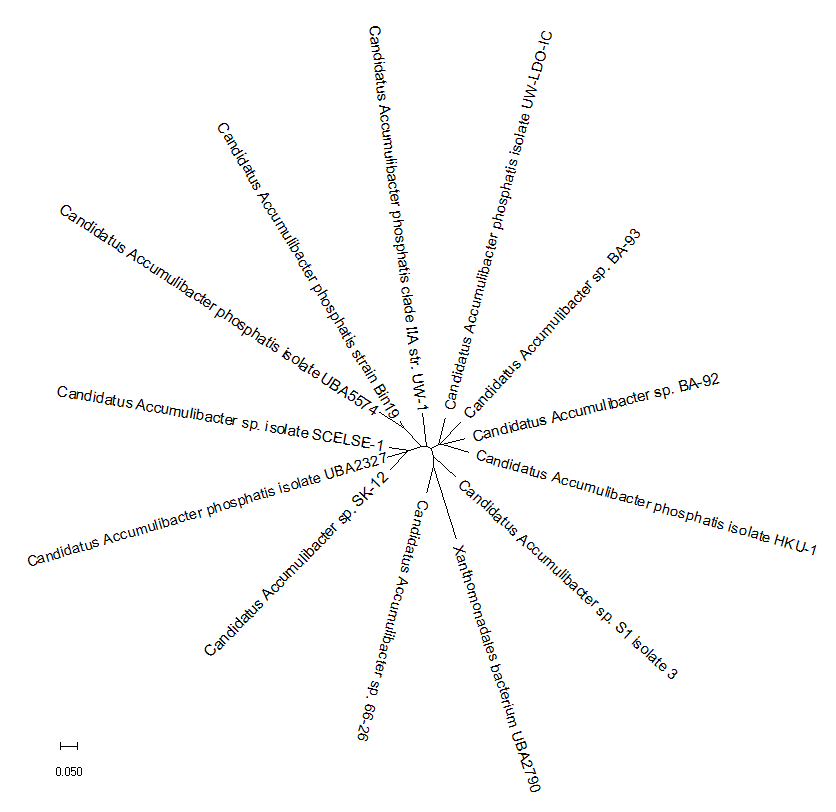 Candidatus Accumulibacter phosphatis clade IIA str. UW-1
Candidatus Accumulibacter phosphatis isolate UW-LDO-IC
Candidatus Accumulibacter sp. BA-93
Candidatus Accumulibacter sp. BA-92
Candidatus Accumulibacter phosphatis isolate HKU-1
Candidatus Accumulibacter sp. S1 isolate 3
Xanthomonadales bacterium UBA2790
Candidatus Accumulibacter sp. 66-26
Candidatus Accumulibacter sp. SK-12
Candidatus Accumulibacter phosphatis isolate UBA2327
Candidatus Accumulibacter sp. isolate SCELSE-1
Candidatus Accumulibacter phosphatis isolate UBA5574
Candidatus Accumulibacter phosphatis strain Bin19
0.050